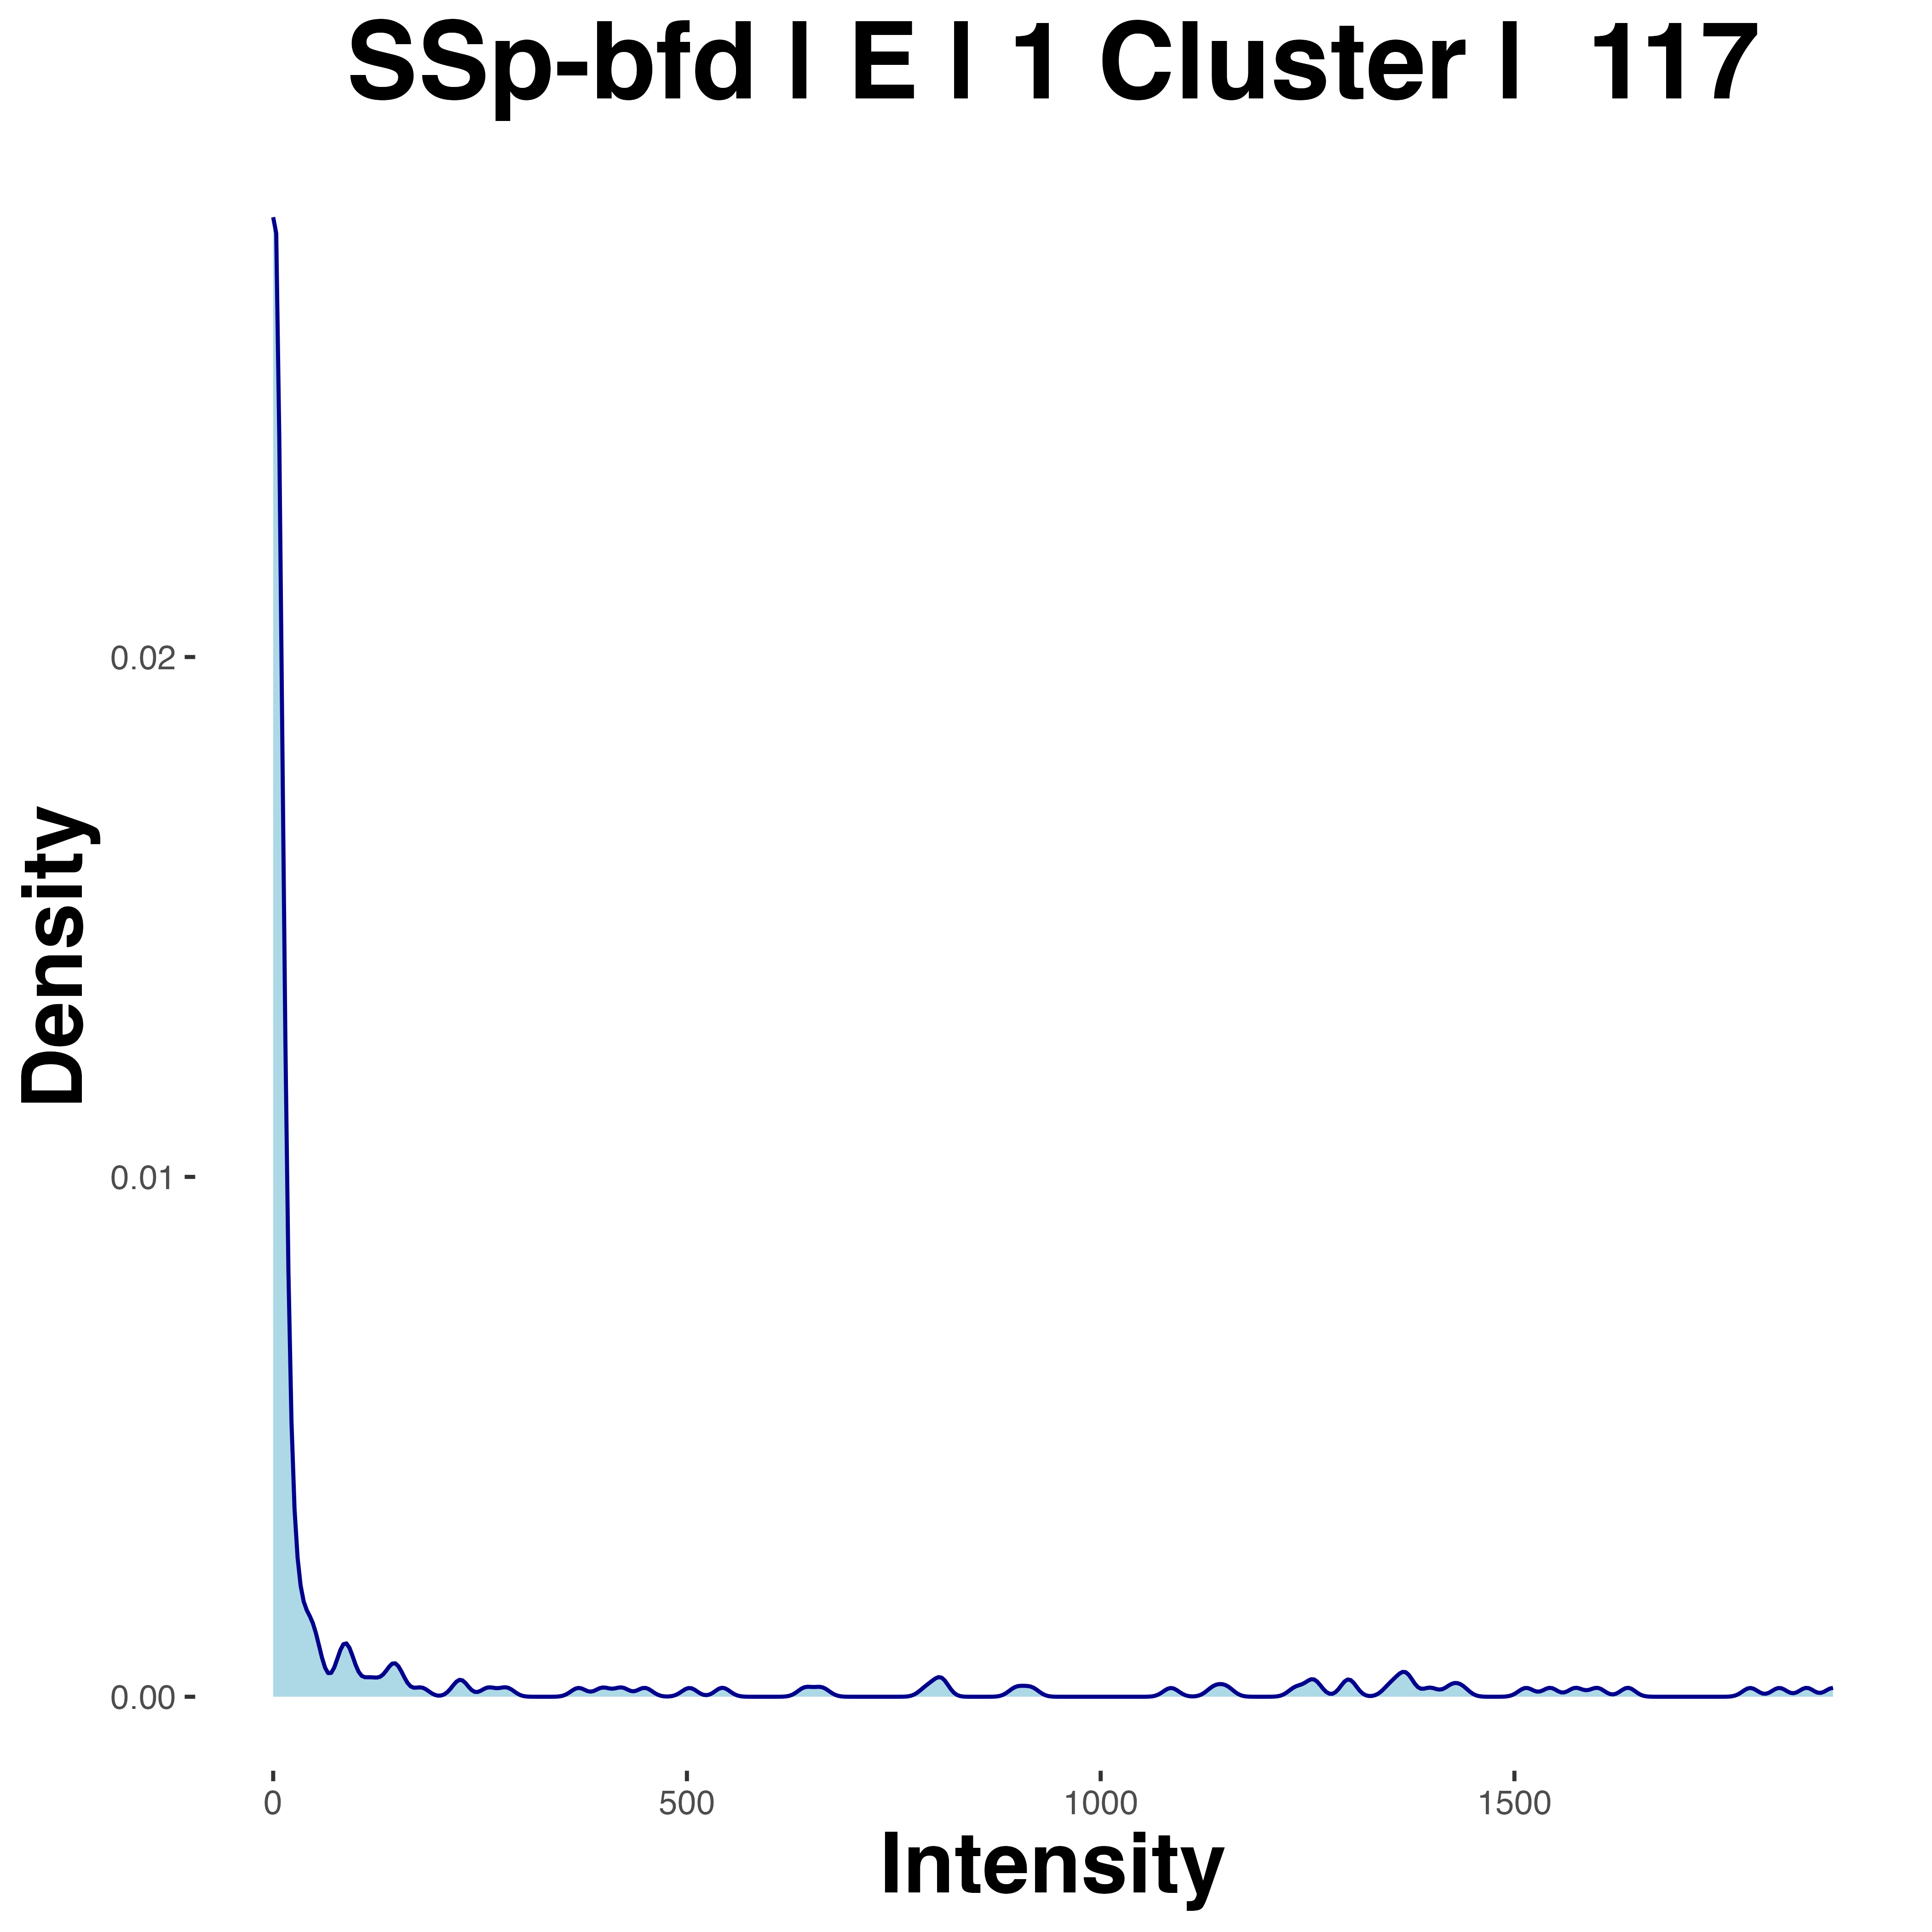 SSp-bfd | E | 1 Cluster |  117
Density
0.02
0.01
0.00
0
500
1000
1500
Intensity